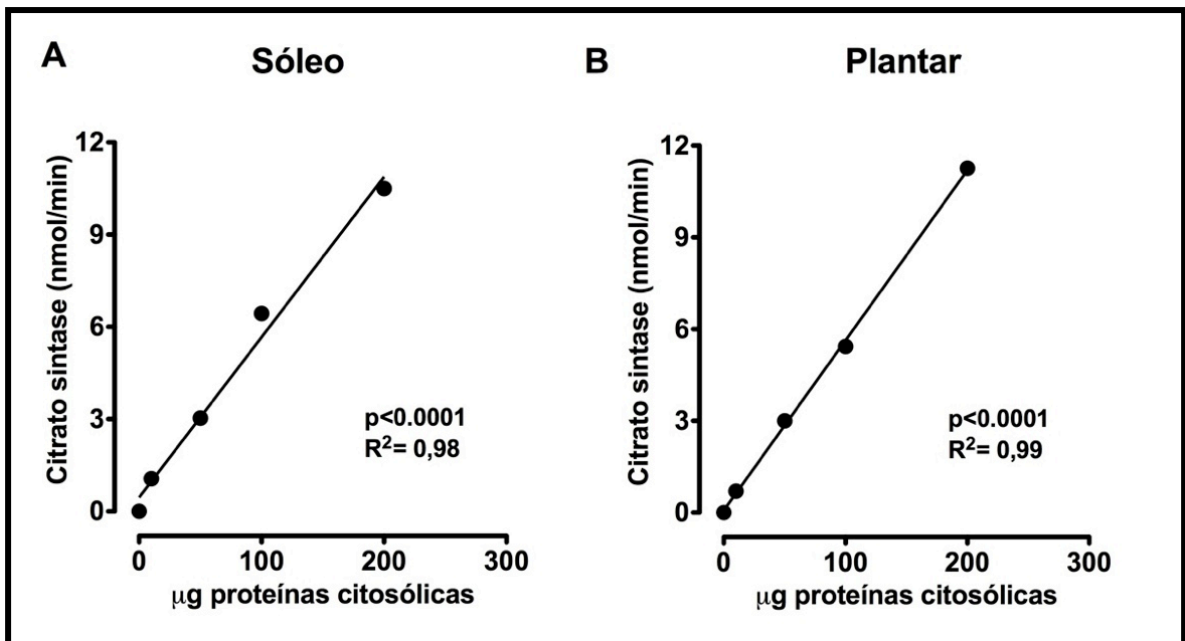 A
Sóleo
Citrato sintase (nmol/min)
12
9
6
3
0
p<0.0001
R²= 0,98
0 100 200 300
μg proteínas citosólicas
B
Plantar
Citrato sintase (nmol/min)
12
9
6
3
0
p<0.0001
R²= 0,99
0 100 200 300
μg proteínas citosólicas